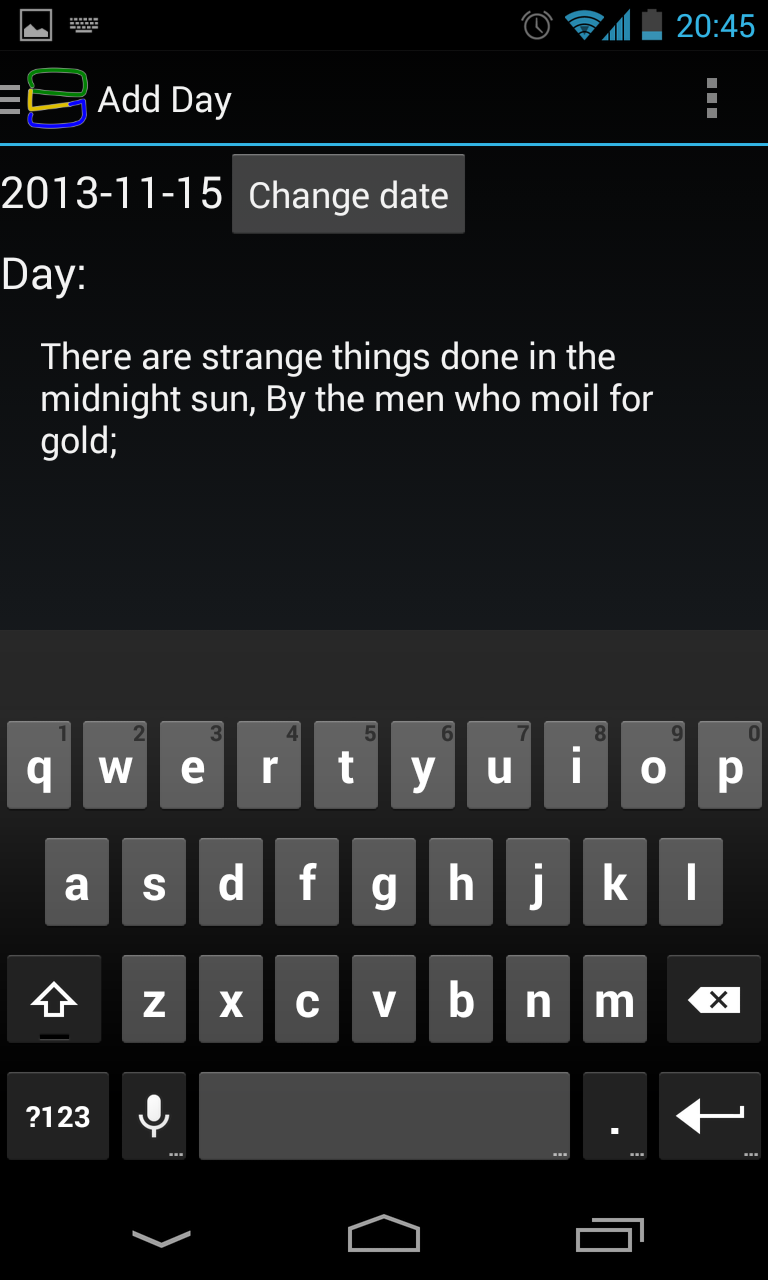 20:45
Add Day
2013-11-15 Change date
Day:
There are strange things done in the
midnight sun, By the men who moil for
gold;
1 2 3 4 5 6 7 8 9 0
q w e r t y u i o p
a s d f g h j k l
z x c v b n m
?123 .